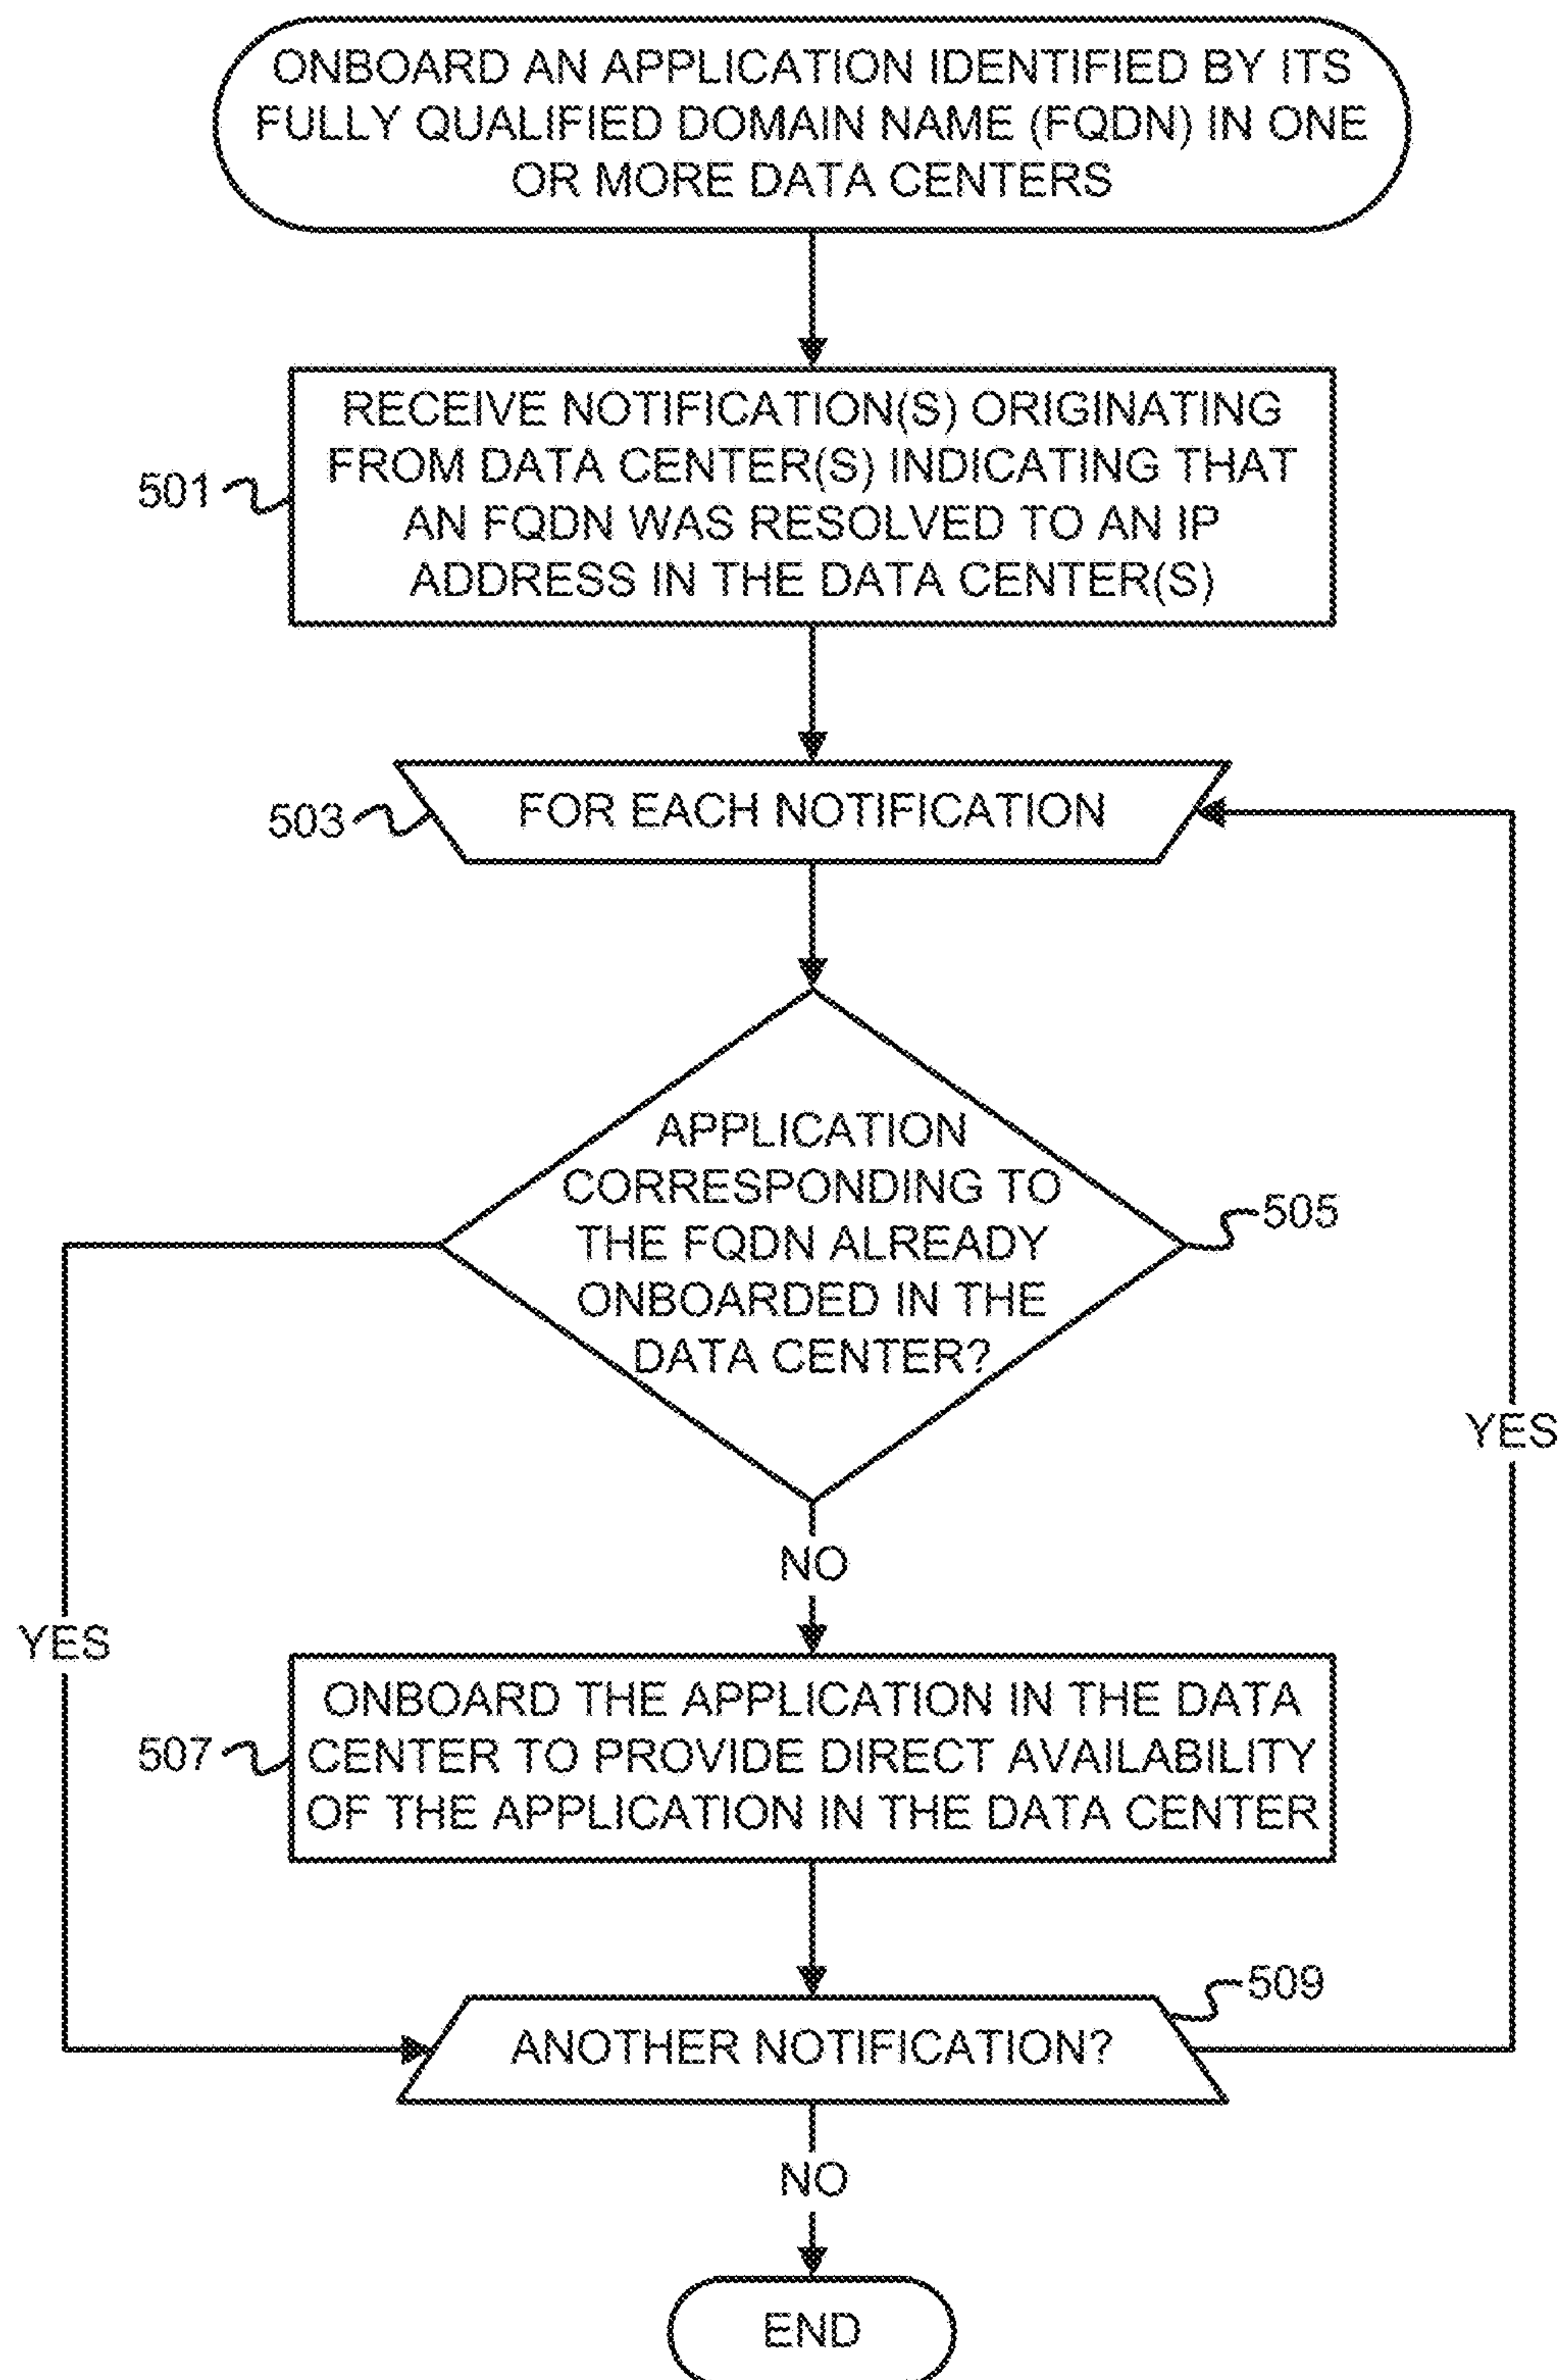 ONBOARD AN APPLICATION IDENTIFIED BY ITS
FULLY QUALIFIED DOMAIN NAME (FQDN) IN ONE
OR MORE DATA CENTERS
501
RECEIVE NOTIFICATION(S) ORIGINATING
FROM DATA CENTER(S) INDICATING THAT
AN FQDN WAS RESOLVED TO AN IP
ADDRESS IN THE DATA CENTER(S)
503
FOR EACH NOTIFICATION
APPLICATION
CORRESPONDING TO
THE FQDN ALREADY
ONBOARDED IN THE
DATA CENTER?
505
YES
NO
YES
507
ONBOARD THE APPLICATION IN THE DATA
CENTER TO PROVIDE DIRECT AVAILABILITY
OF THE APPLICATION IN THE DATA CENTER
509
ANOTHER NOTIFICATION?
NO
END